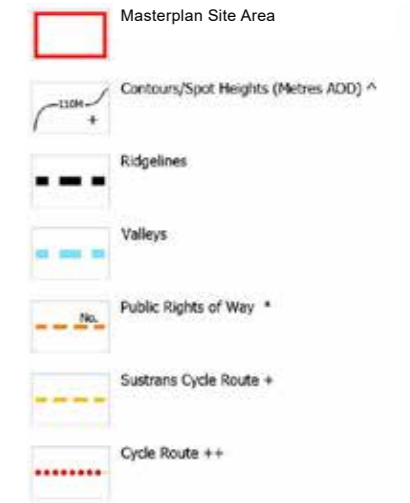 Masterplan Site Area
Contours/Spot Heights (Metres AOD) ^
110M
+
Ridgelines
Valleys
Public Rights of Way *
No.
Sustrans Cycle Route +
Cycle Route ++